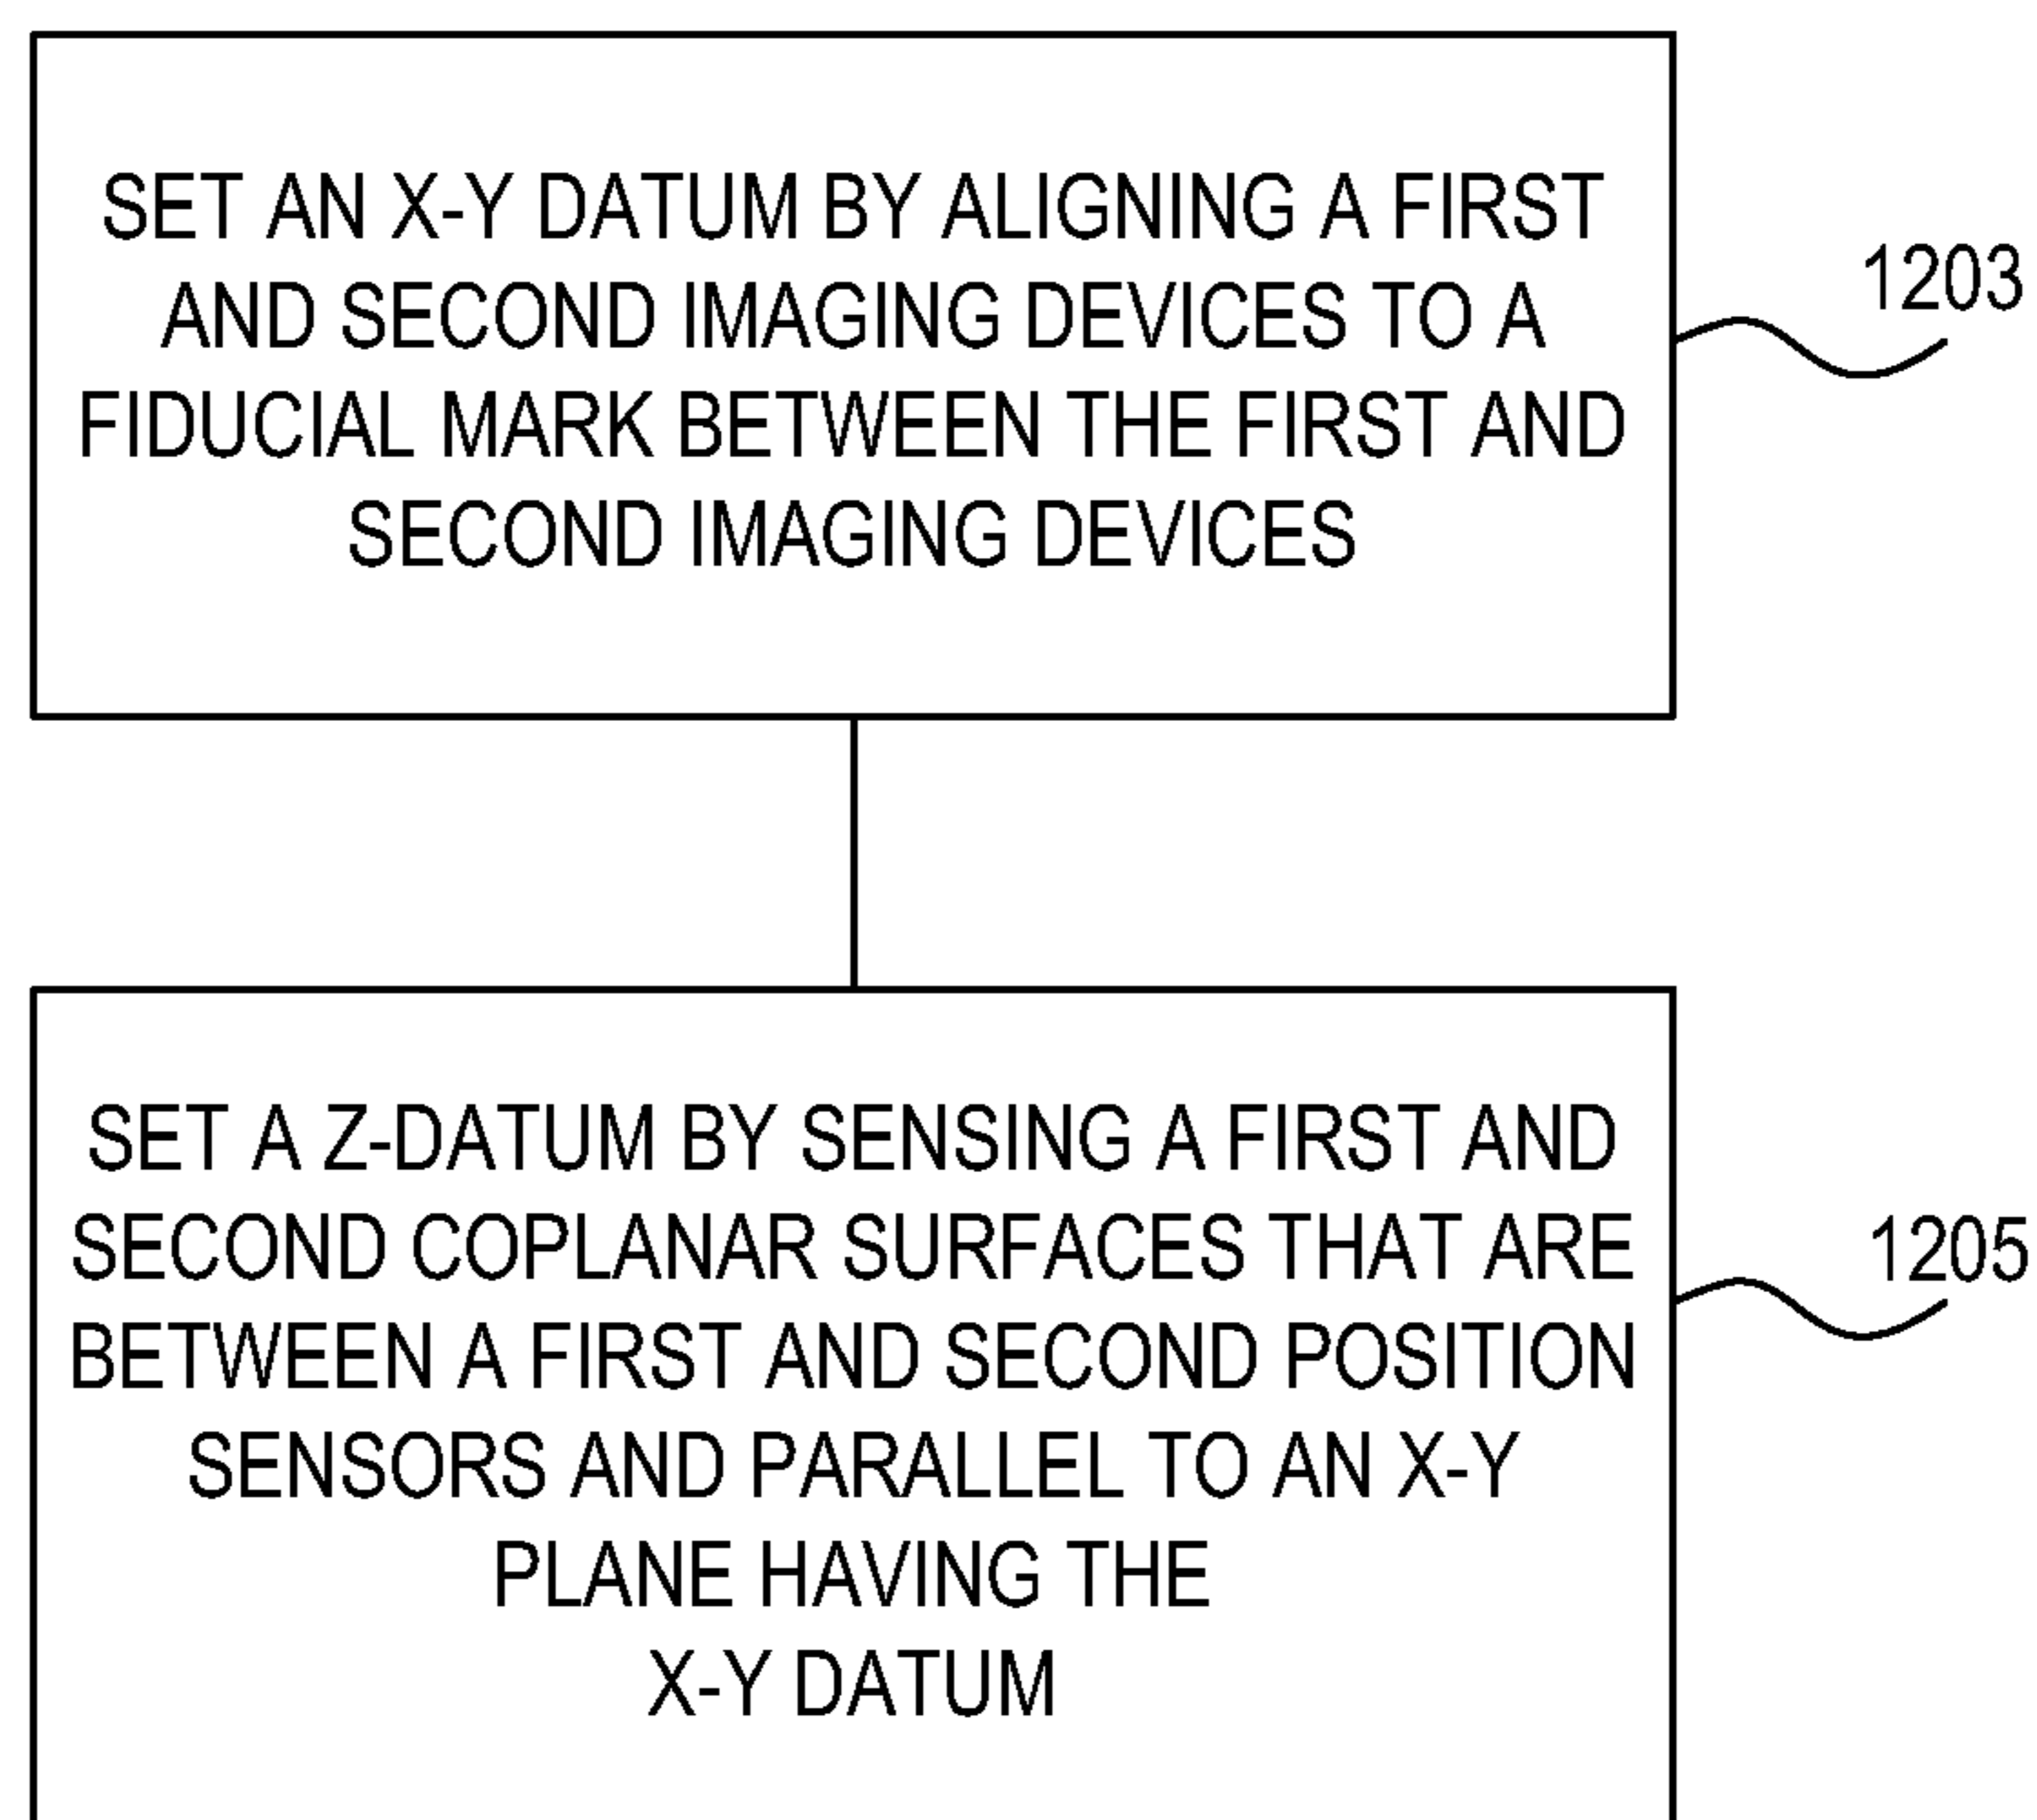 SET AN X-Y DATUM BY ALIGNING A FIRST
AND SECOND IMAGING DEVICES TO A
FIDUCIAL MARK BETWEEN THE FIRST AND
SECOND IMAGING DEVICES
1203
SET A Z-DATUM BY SENSING A FIRST AND
SECOND COPLANAR SURFACES THAT ARE
BETWEEN A FIRST AND SECOND POSITION
SENSORS AND PARALLEL TO AN X-Y
PLANE HAVING THE
X-Y DATUM
1205